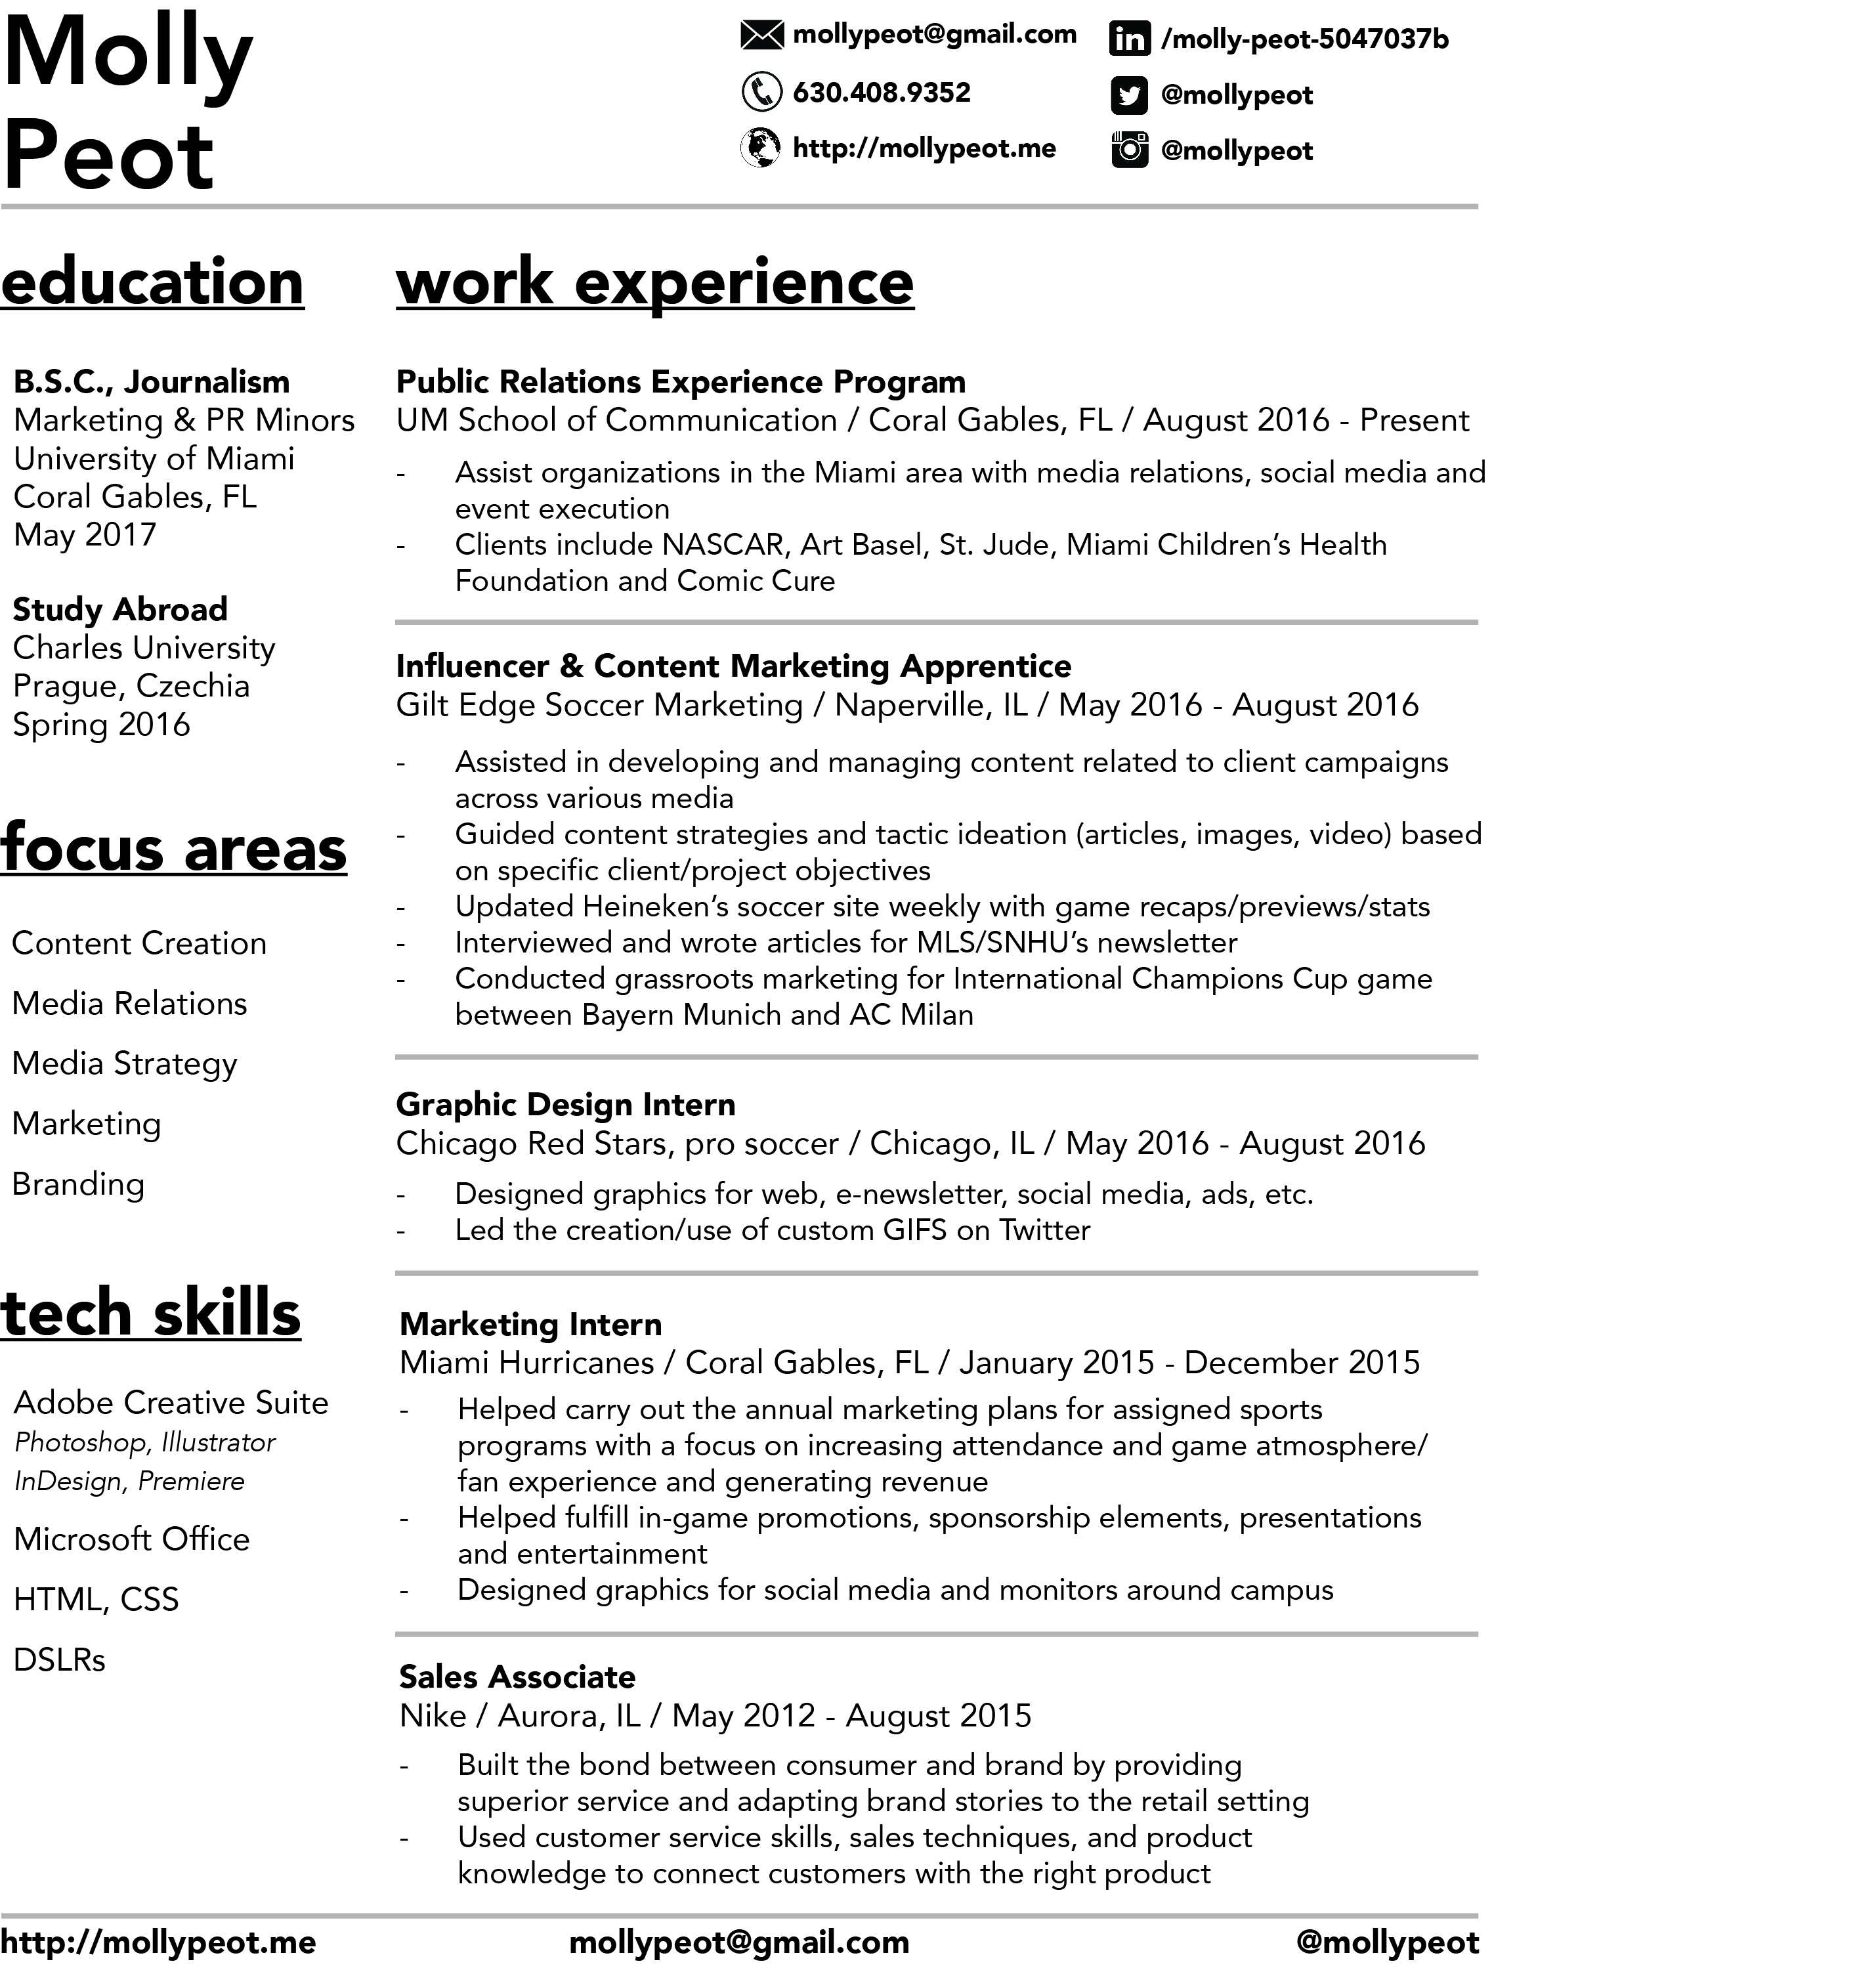 Molly
Peot
mollypeot@gmail.com
630.408.9352
http://mollypeot.me
in /molly-peot-5047037b
@mollypeot
@mollypeot
education
B.S.C., Journalism
Marketing & PR Minors
University of Miami
Coral Gables, FL
May 2017
Study Abroad
Charles University
Prague, Czechia
Spring 2016
focus areas
Content Creation
Media Relations
Media Strategy
Marketing
Branding
tech skills
Adobe Creative Suite
Photoshop, Illustrator
InDesign, Premiere
Microsoft Office
HTML, CSS
DSLRs
work experience
Public Relations Experience Program
UM School of Communication / Coral Gables, FL / August 2016 - Present
- Assist organizations in the Miami area with media relations, social media and
event execution
- Clients include NASCAR, Art Basel, St. Jude, Miami Children’s Health
Foundation and Comic Cure
Influencer & Content Marketing Apprentice
Gilt Edge Soccer Marketing / Naperville, IL / May 2016 - August 2016
- Assisted in developing and managing content related to client campaigns
across various media
- Guided content strategies and tactic ideation (articles, images, video) based
on specific client/project objectives
- Updated Heineken’s soccer site weekly with game recaps/previews/stats
- Interviewed and wrote articles for MLS/SNHU’s newsletter
- Conducted grassroots marketing for International Champions Cup game
between Bayern Munich and AC Milan
Graphic Design Intern
Chicago Red Stars, pro soccer / Chicago, IL / May 2016 - August 2016
- Designed graphics for web, e-newsletter, social media, ads, etc.
- Led the creation/use of custom GIFS on Twitter
Marketing Intern
Miami Hurricanes / Coral Gables, FL / January 2015 - December 2015
- Helped carry out the annual marketing plans for assigned sports
programs with a focus on increasing attendance and game atmosphere/
fan experience and generating revenue
- Helped fulfill in-game promotions, sponsorship elements, presentations
and entertainment
- Designed graphics for social media and monitors around campus
Sales Associate
Nike / Aurora, IL / May 2012 - August 2015
- Built the bond between consumer and brand by providing
superior service and adapting brand stories to the retail setting
- Used customer service skills, sales techniques, and product
knowledge to connect customers with the right product
http://mollypeot.me
mollypeot@gmail.com
@mollypeot